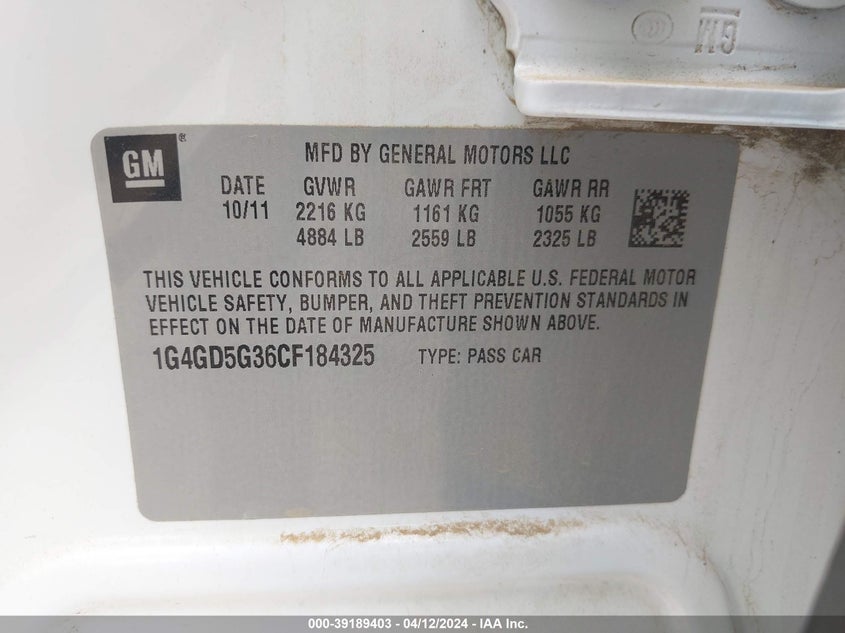 GM
GM
®
MFD BY GENERAL MOTORS LLC
DATE GVWR GAWR FRT GAWR RR
10/11 2216 KG 1161 KG 1055 KG
4884 LB 2559 LB 2325 LB
THIS VEHICLE CONFORMS TO ALL APPLICABLE U.S. FEDERAL MOTOR
VEHICLE SAFETY, BUMPER, AND THEFT PREVENTION STANDARDS IN
EFFECT ON THE DATE OF MANUFACTURE SHOWN ABOVE.
1G4GD5G36CF184325 TYPE: PASS CAR
000-39189403 - 04/12/2024 - IAA Inc.